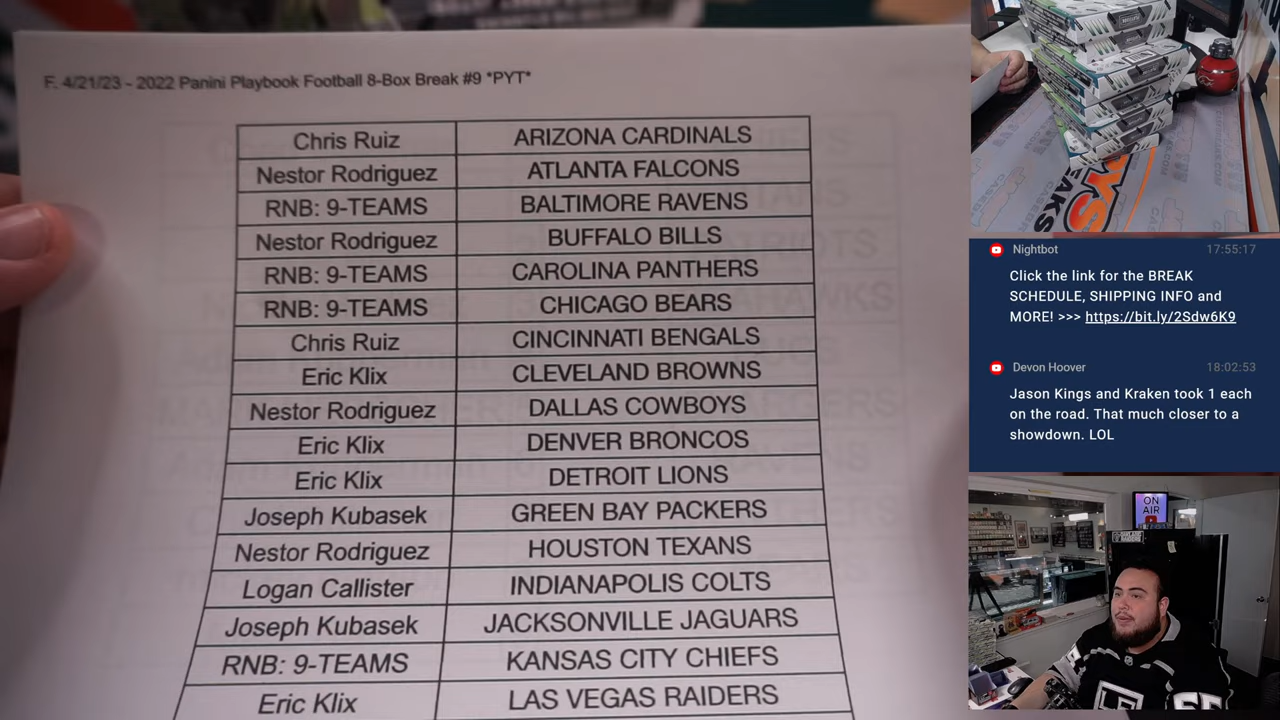 F. 4/21/23 - 2022 Panini Playbook Football 8-Box Break #9 *PYT*
Chris Ruiz ARIZONA CARDINALS
Nestor Rodriguez ATLANTA FALCONS
RNB: 9-TEAMS BALTIMORE RAVENS
Nestor Rodriguez BUFFALO BILLS
RNB: 9-TEAMS CAROLINA PANTHERS
RNB: 9-TEAMS CHICAGO BEARS
Chris Ruiz CINCINNATI BENGALS
Eric Klix CLEVELAND BROWNS
Nestor Rodriguez DALLAS COWBOYS
Eric Klix DENVER BRONCOS
Eric Klix DETROIT LIONS
Joseph Kubasek GREEN BAY PACKERS
Nestor Rodriguez HOUSTON TEXANS
Logan Callister INDIANAPOLIS COLTS
Joseph Kubasek JACKSONVILLE JAGUARS
RNB: 9-TEAMS KANSAS CITY CHIEFS
Eric Klix LAS VEGAS RAIDERS
Nightbot 17:55:17
Click the link for the BREAK
SCHEDULE, SHIPPING INFO and
MORE! >>> https://bit.ly/2Sdw6K9
Devon Hoover 18:02:53
Jason Kings and Kraken took 1 each
on the road. That much closer to a
showdown. LOL
ON
AIR